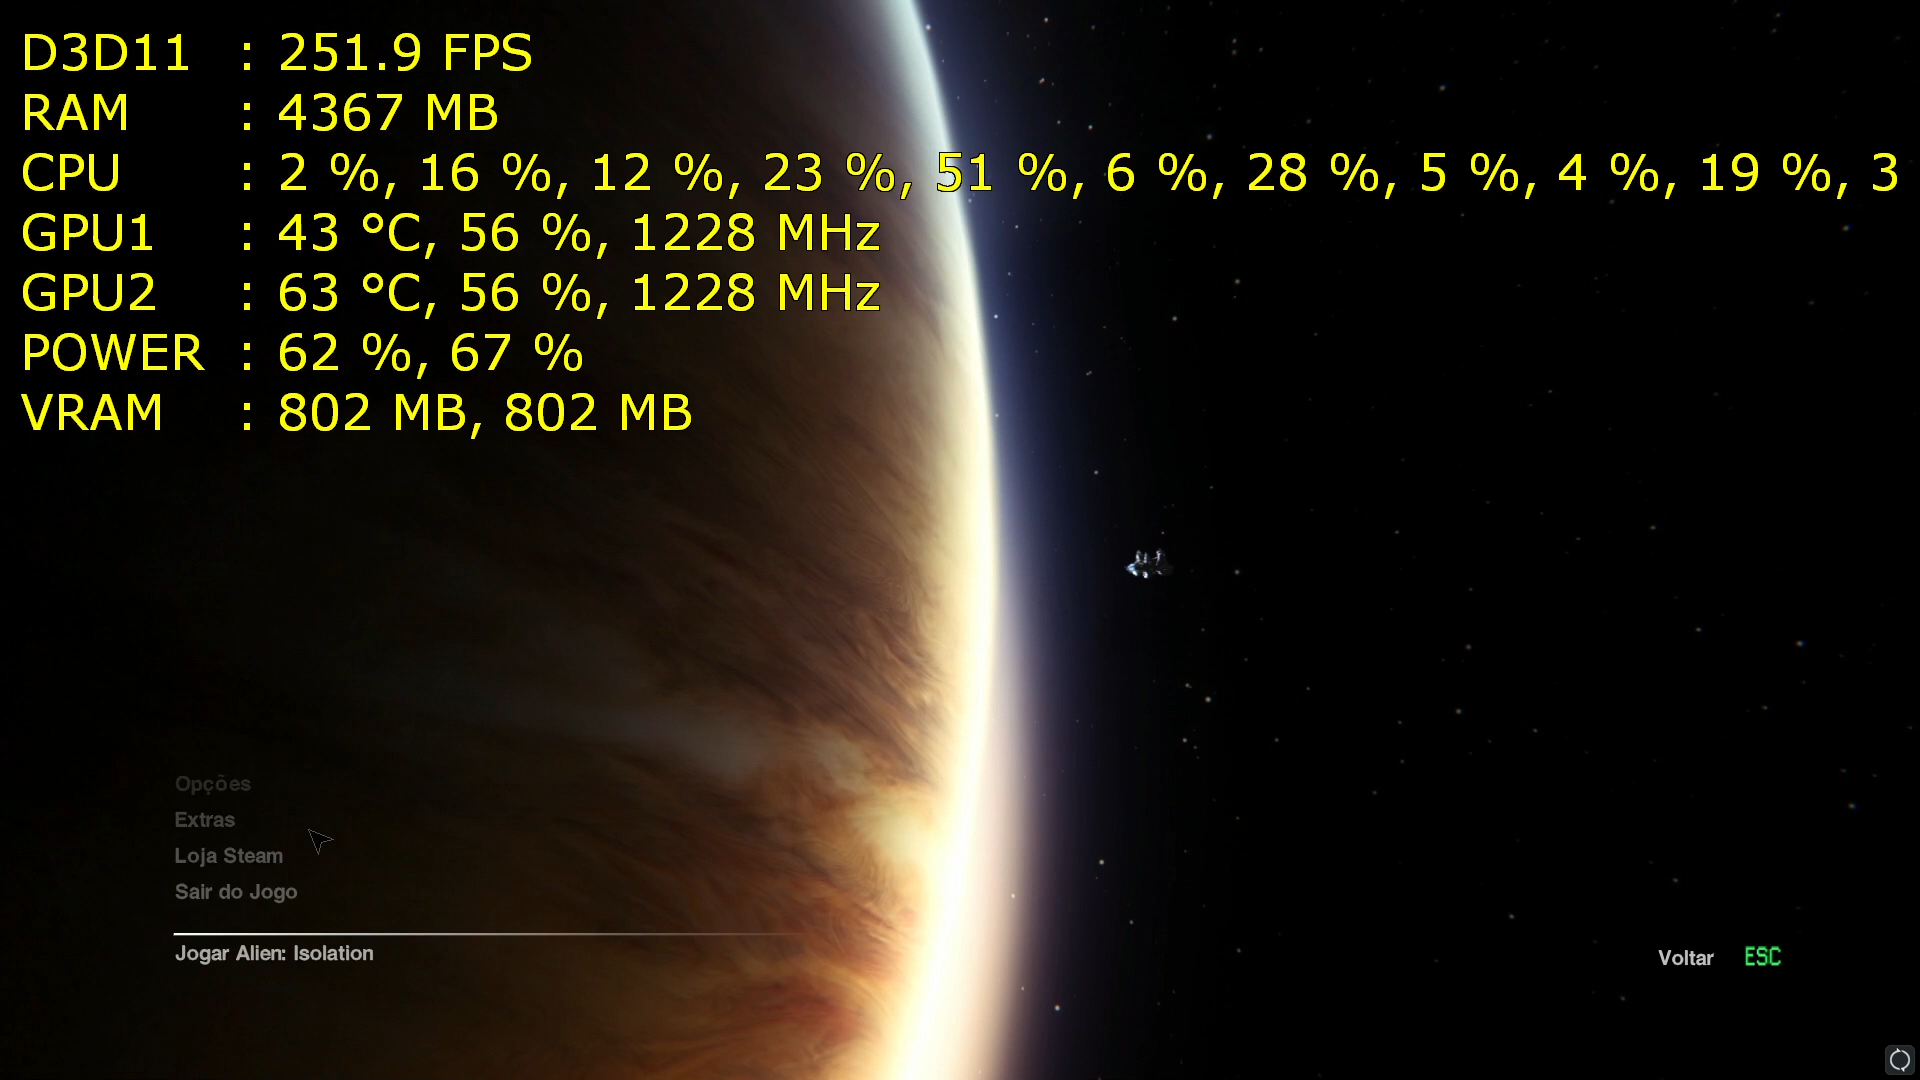 D3D11 : 251.9 FPS
RAM : 4367 MB
CPU : 2 %, 16 %, 12 %, 23 %, 51 %, 6 %, 28 %, 5 %, 4 %, 19 %, 3
GPU1 : 43 °C, 56 %, 1228 MHz
GPU2 : 63 °C, 56 %, 1228 MHz
POWER : 62 %, 67 %
VRAM : 802 MB, 802 MB
Opções
Extras
Loja Steam
Sair do Jogo
Jogar Alien: Isolation
Voltar ESC